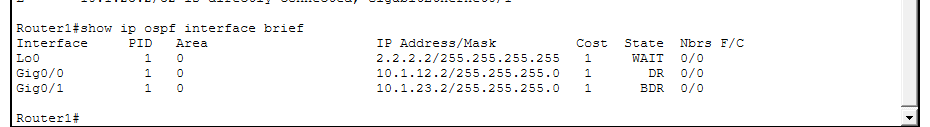 Router1#show ip ospf interface brief
Interface PID Area IP Address/Mask Cost State Nbrs F/C
Lo0 1 0 2.2.2.2/255.255.255.255 1 WAIT 0/0
Gig0/0 1 0 10.1.12.2/255.255.255.0 1 DR 0/0
Gig0/1 1 0 10.1.23.2/255.255.255.0 1 BDR 0/0
Router1#